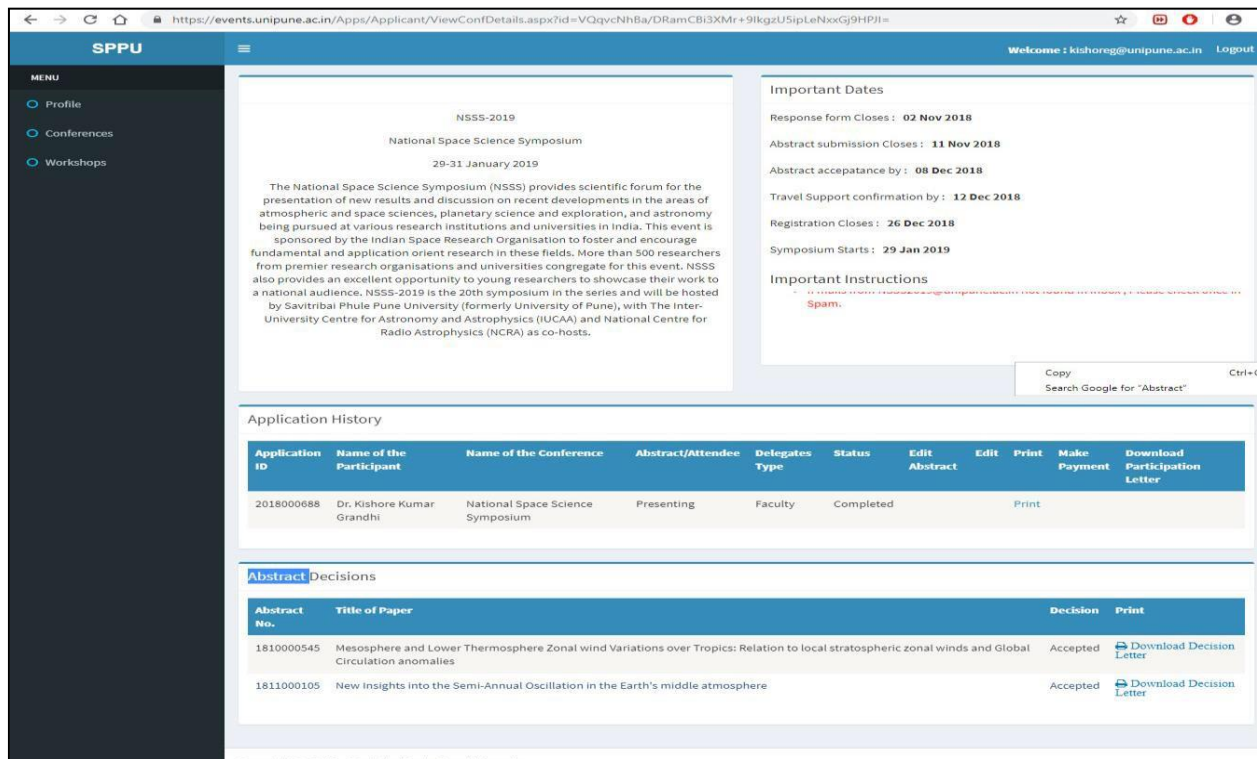 https://events.unipune.ac.in/Apps/Applicant/ViewConfDetails.aspx?id=VQqvcNhBa/DRamCBi3XMr+9IkgzU5ipLeNxxGj9HPJI=
SPPU
Welcome : kishoreg@unipune.ac.in Logout
MENU
Profile
Conferences
Workshops
NSSS-2019
National Space Science Symposium
29-31 January 2019
The National Space Science Symposium (NSSS) provides scientific forum for the
presentation of new results and discussion on recent developments in the areas of
atmospheric and space sciences, planetary science and exploration, and astronomy
being pursued at various research institutions and universities in India. This event is
sponsored by the Indian Space Research Organisation to foster and encourage
fundamental and application orient research in these fields. More than 500 researchers
from premier research organisations and universities congregate for this event. NSSS
also provides an excellent opportunity to young researchers to showcase their work to
a national audience. NSSS-2019 is the 20th symposium in the series and will be hosted
by Savitribai Phule Pune University (formerly University of Pune), with The Inter-
University Centre for Astronomy and Astrophysics (IUCAA) and National Centre for
Radio Astrophysics (NCRA) as co-hosts.
Important Dates
Response form Closes : 02 Nov 2018
Abstract submission Closes : 11 Nov 2018
Abstract accepatance by : 08 Dec 2018
Travel Support confirmation by : 12 Dec 2018
Registration Closes : 26 Dec 2018
Symposium Starts : 29 Jan 2019
Important Instructions
Spam.
Copy Ctrl+C
Search Google for "Abstract"
Application History
Application ID Name of the Participant Name of the Conference Abstract/Attendee Delegates Type Status Edit Abstract Edit Print Make Payment Download Participation Letter
2018000688 Dr. Kishore Kumar Grandhi National Space Science Symposium Presenting Faculty Completed Print
Abstract Decisions
Abstract No. Title of Paper Decision Print
1810000545 Mesosphere and Lower Thermosphere Zonal wind Variations over Tropics: Relation to local stratospheric zonal winds and Global Circulation anomalies Accepted Download Decision Letter
1811000105 New Insights into the Semi-Annual Oscillation in the Earth's middle atmosphere Accepted Download Decision Letter